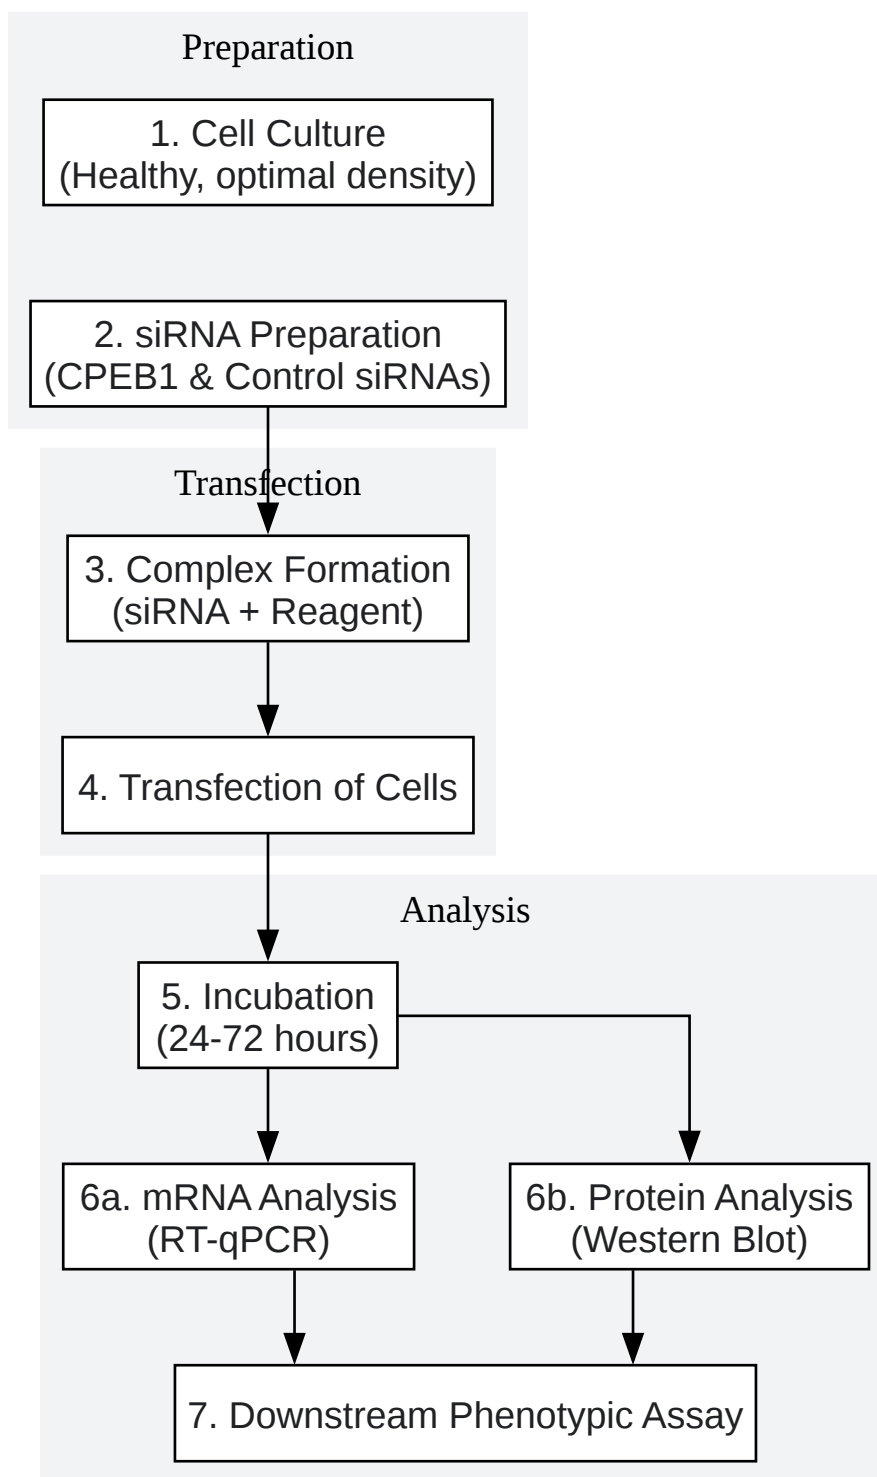 Preparation
1. Cell Culture
(Healthy, optimal density)
2. siRNA Preparation
(CPEB1 & Control siRNAs)
Transfection
3. Complex Formation
(siRNA + Reagent)
4. Transfection of Cells
Analysis
5. Incubation
(24-72 hours)
6a. mRNA Analysis
(RT-qPCR)
6b. Protein Analysis
(Western Blot)
7. Downstream Phenotypic Assay